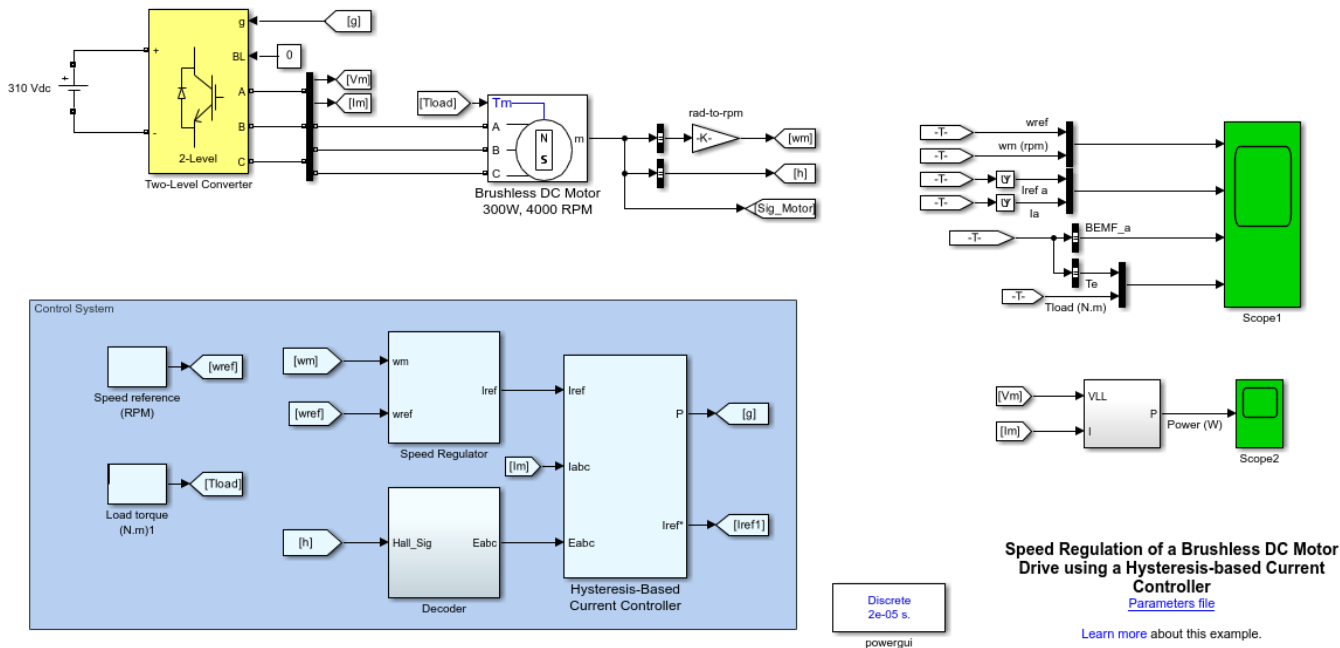 g
[g]
310 Vdc
+
+
BL
0
A
[Vm]
[Im]
B
-
-
C
2-Level
Two-Level Converter
[Tload]
Tm
A
B
C
N
S
m
Brushless DC Motor
300W, 4000 RPM
rad-to-rpm
-K-
[wm]
[h]
[Sig_Motor]
-T-
wref
-T-
wm (rpm)
-T-
Iref a
-T-
Ia
-T-
BEMF_a
Te
-T-
Tload (N.m)
Scope1
Control System
[wref]
Speed reference
(RPM)
[Tload]
Load torque
(N.m)1
[wm]
wm
[wref]
wref
Iref
Speed Regulator
[Im]
[h]
Hall_Sig
Eabc
Decoder
Iref
P
Iabc
Iref*
Eabc
Hysteresis-Based
Current Controller
[g]
[Iref1]
[Vm]
VLL
[Im]
I
P
Power (W)
Scope2
Discrete
2e-05 s.
powergui
Speed Regulation of a Brushless DC Motor
Drive using a Hysteresis-based Current
Controller
Parameters file
Learn more about this example.